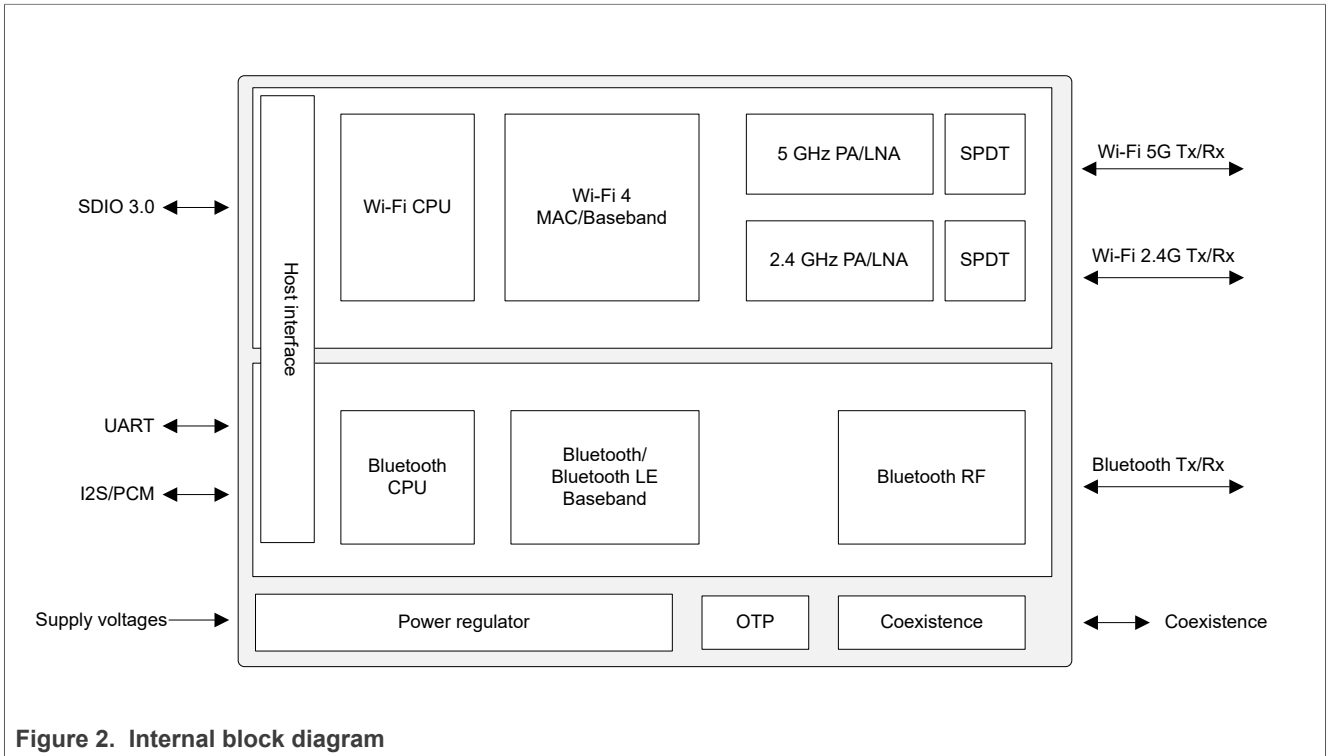 SDIO 3.0
UART
I2S/PCM
Supply voltages
Host interface
Wi-Fi CPU
Wi-Fi 4
MAC/Baseband
5 GHz PA/LNA
SPDT
2.4 GHz PA/LNA
SPDT
Wi-Fi 5G Tx/Rx
Wi-Fi 2.4G Tx/Rx
Bluetooth
CPU
Bluetooth/
Bluetooth LE
Baseband
Bluetooth RF
Bluetooth Tx/Rx
Power regulator
OTP
Coexistence
Coexistence
Figure 2. Internal block diagram